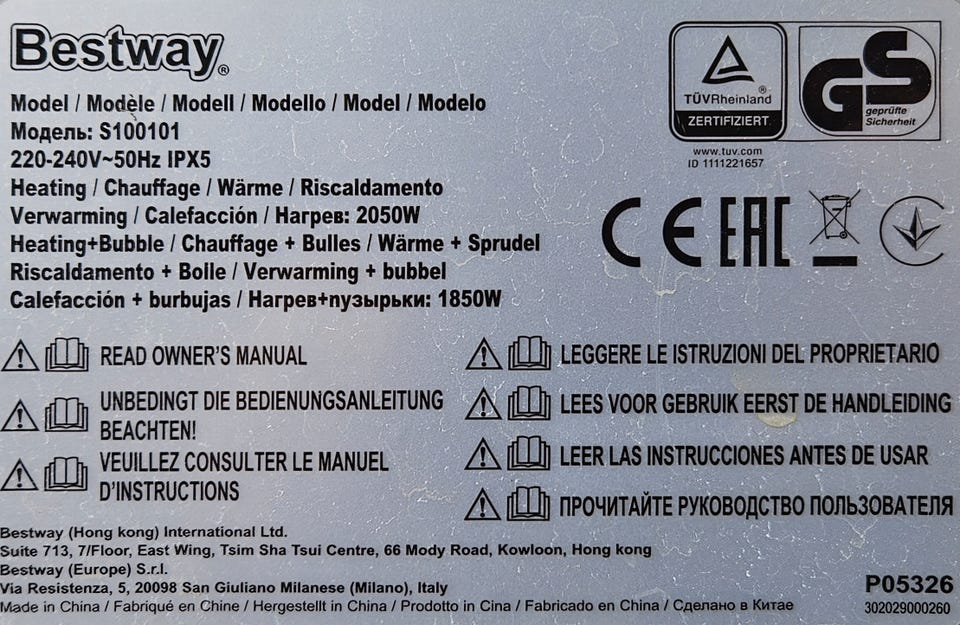 Bestway®
Model / Modèle / Modell / Modello / Model / Modelo
Модель: S100101
220-240V~50Hz IPX5
Heating / Chauffage / Wärme / Riscaldamento
Verwarming / Calefacción / Нагрев: 2050W
Heating+Bubble / Chauffage + Bulles / Wärme + Sprudel
Riscaldamento + Bolle / Verwarming + bubbel
Calefacción + burbujas / Нагрев+пузырьки: 1850W
TÜVRheinland®
ZERTIFIZIERT
GS
geprüfte
Sicherheit
www.tuv.com
ID 1111221657
CE EAC
READ OWNER'S MANUAL
UNBEDINGT DIE BEDIENUNGSANLEITUNG
BEACHTEN!
VEUILLEZ CONSULTER LE MANUEL
D'INSTRUCTIONS
LEGGERE LE ISTRUZIONI DEL PROPRIETARIO
LEES VOOR GEBRUIK EERST DE HANDLEIDING
LEER LAS INSTRUCCIONES ANTES DE USAR
ПРОЧИТАЙТЕ РУКОВОДСТВО ПОЛЬЗОВАТЕЛЯ
Bestway (Hong kong) International Ltd.
Suite 713, 7/Floor, East Wing, Tsim Sha Tsui Centre, 66 Mody Road, Kowloon, Hong kong
Bestway (Europe) S.r.l.
Via Resistenza, 5, 20098 San Giuliano Milanese (Milano), Italy
Made in China / Fabriqué en Chine / Hergestellt in China / Prodotto in Cina / Fabricado en China / Сделано в Китае
P05326
302029000260